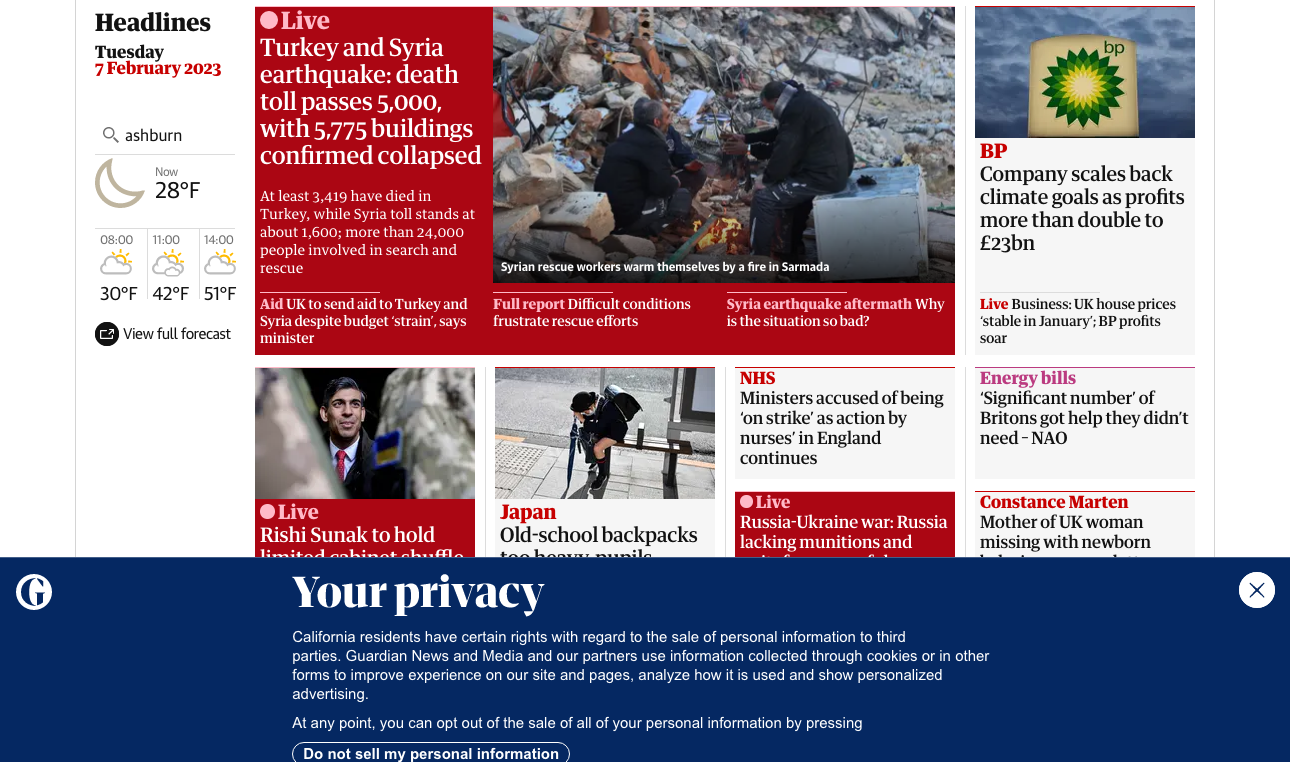 Headlines
Tuesday
7 February 2023
ashburn
Now
28°F
08:00
11:00
14:00
30°F
42°F
51°F
View full forecast
Live
Turkey and Syria
earthquake: death
toll passes 5,000,
with 5,775 buildings
confirmed collapsed
At least 3,419 have died in
Turkey, while Syria toll stands at
about 1,600; more than 24,000
people involved in search and
rescue
Syrian rescue workers warm themselves by a fire in Sarmada
Aid UK to send aid to Turkey and
Syria despite budget ‘strain’, says
minister
Full report Difficult conditions
frustrate rescue efforts
Syria earthquake aftermath Why
is the situation so bad?
bp
BP
Company scales back
climate goals as profits
more than double to
£23bn
Live Business: UK house prices
‘stable in January’; BP profits
soar
Live
Rishi Sunak to hold
limited cabinet shuffle
Japan
Old-school backpacks
too heavy, pupils
NHS
Ministers accused of being
‘on strike’ as action by
nurses’ in England
continues
Live
Russia-Ukraine war: Russia
lacking munitions and
Energy bills
‘Significant number’ of
Britons got help they didn’t
need – NAO
Constance Marten
Mother of UK woman
missing with newborn
Your privacy
California residents have certain rights with regard to the sale of personal information to third
parties. Guardian News and Media and our partners use information collected through cookies or in other
forms to improve experience on our site and pages, analyze how it is used and show personalized
advertising.
At any point, you can opt out of the sale of all of your personal information by pressing
Do not sell my personal information